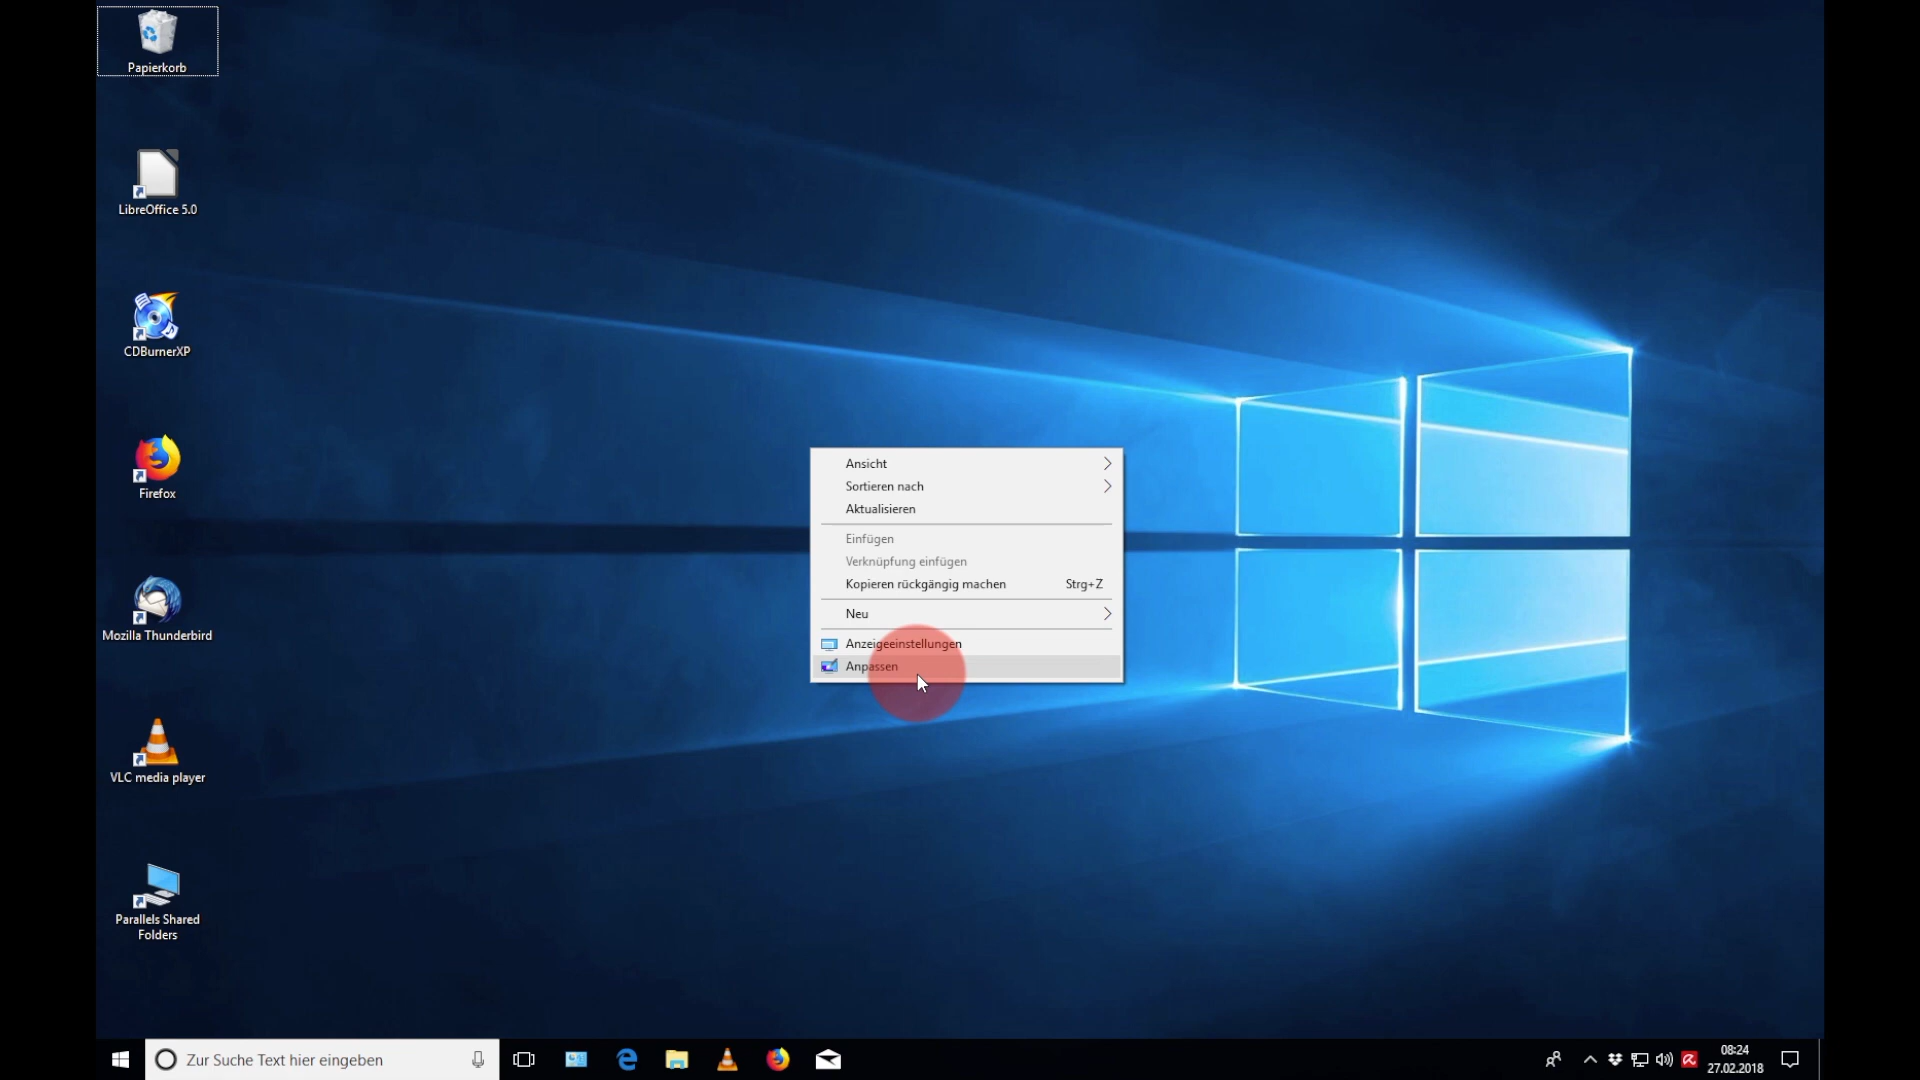 Papierkorb
LibreOffice 5.0
CDBurnerXP
Firefox
Mozilla Thunderbird
VLC media player
Parallels Shared
Folders
Ansicht
Sortieren nach
Aktualisieren
Einfügen
Verknüpfung einfügen
Kopieren rückgängig machen Strg+Z
Neu
Anzeigeeinstellungen
Anpassen
Zur Suche Text hier eingeben
08:24
27.02.2018